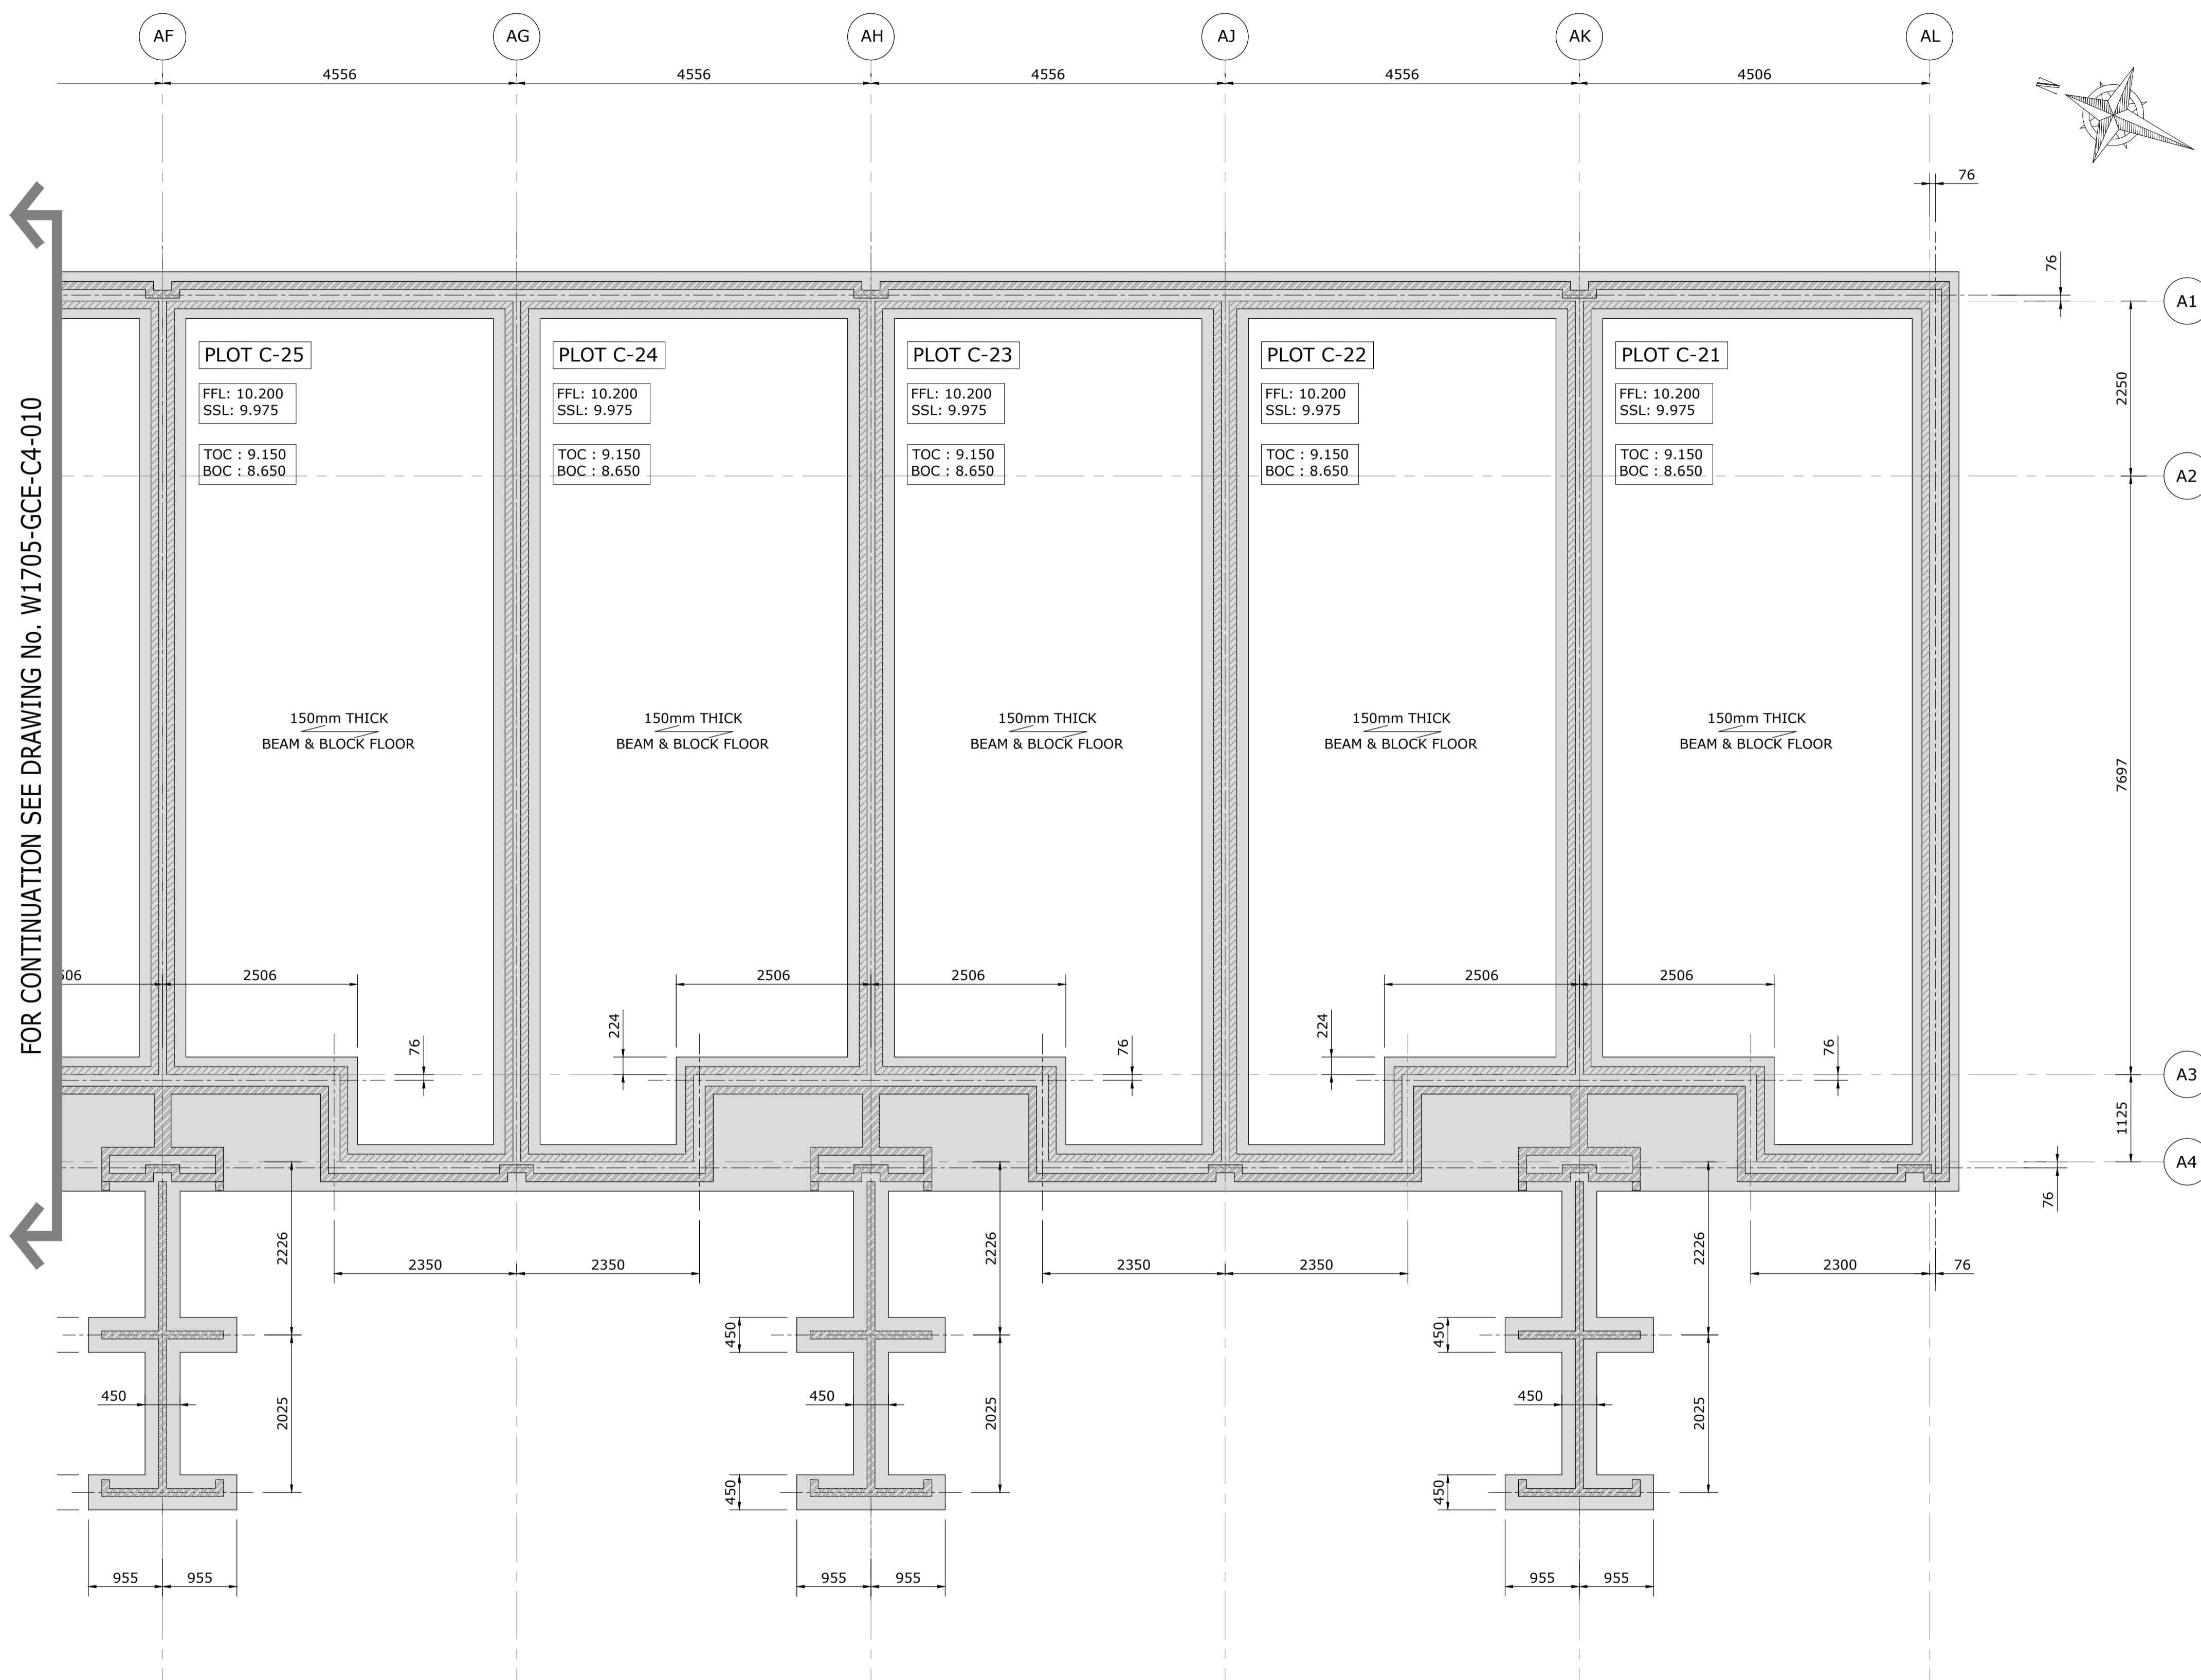 AF
AG
AH
AJ
AK
AL
4556
4556
4556
4556
4506
N
76
76
A1
PLOT C-25
PLOT C-24
PLOT C-23
PLOT C-22
PLOT C-21
FFL: 10.200
SSL: 9.975
FFL: 10.200
SSL: 9.975
FFL: 10.200
SSL: 9.975
FFL: 10.200
SSL: 9.975
FFL: 10.200
SSL: 9.975
2250
TOC : 9.150
BOC : 8.650
TOC : 9.150
BOC : 8.650
TOC : 9.150
BOC : 8.650
TOC : 9.150
BOC : 8.650
TOC : 9.150
BOC : 8.650
A2
FOR CONTINUATION SEE DRAWING No. W1705-GCE-C4-010
150mm THICK
BEAM & BLOCK FLOOR
150mm THICK
BEAM & BLOCK FLOOR
150mm THICK
BEAM & BLOCK FLOOR
150mm THICK
BEAM & BLOCK FLOOR
150mm THICK
BEAM & BLOCK FLOOR
7697
506
2506
2506
2506
2506
2506
76
224
76
224
76
A3
1125
A4
76
2226
2226
2226
2350
2350
2350
2350
2300
76
450
450
450
2025
450
2025
450
2025
450
450
955
955
955
955
955
955